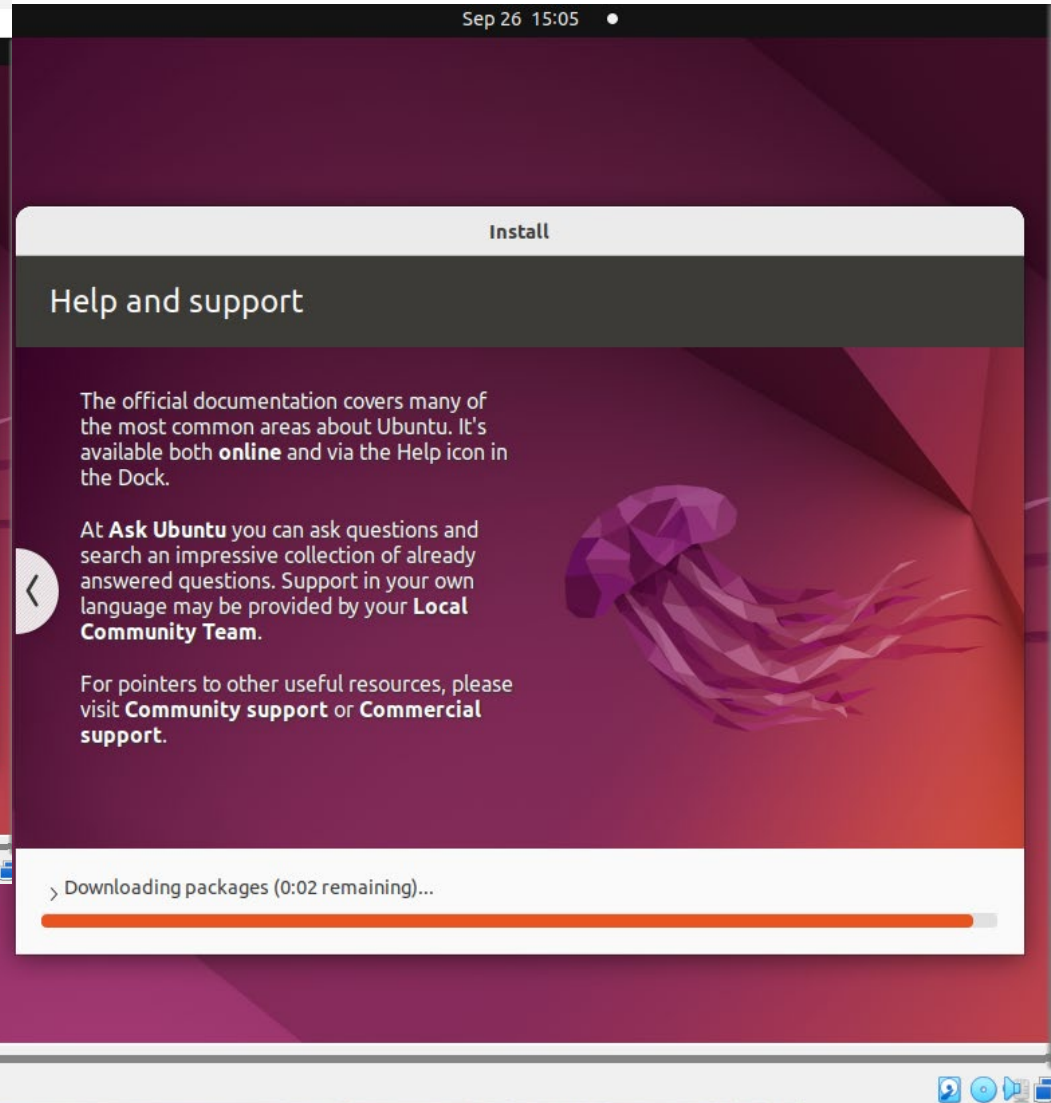 Sep 26 15:05
Install
Help and support
The official documentation covers many of
the most common areas about Ubuntu. It's
available both online and via the Help icon in
the Dock.
At Ask Ubuntu you can ask questions and
search an impressive collection of already
answered questions. Support in your own
language may be provided by your Local
Community Team.
For pointers to other useful resources, please
visit Community support or Commercial
support.
Downloading packages (0:02 remaining)...